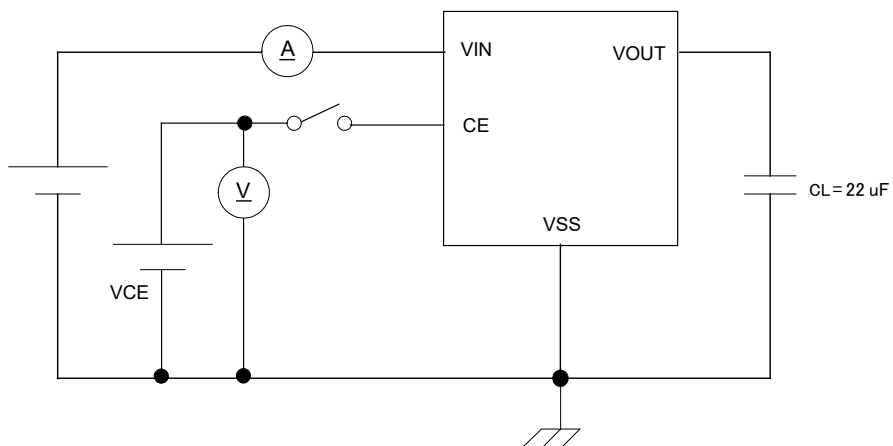 A
VIN
VOUT
CE
V
CL = 22 uF
VSS
VCE